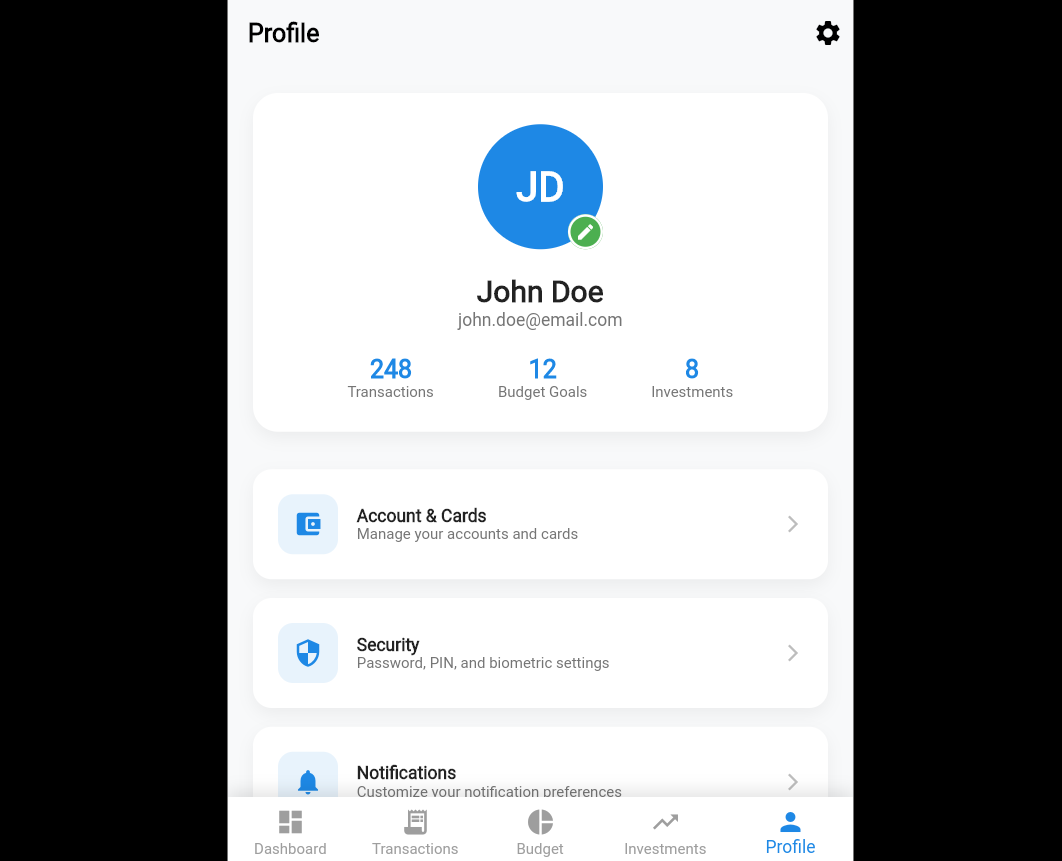 Profile
JD
John Doe
john.doe@email.com
248 12 8
Transactions Budget Goals Investments
Account & Cards
Manage your accounts and cards
Security
Password, PIN, and biometric settings
Notifications
Customize your notification preferences
Dashboard Transactions Budget Investments Profile